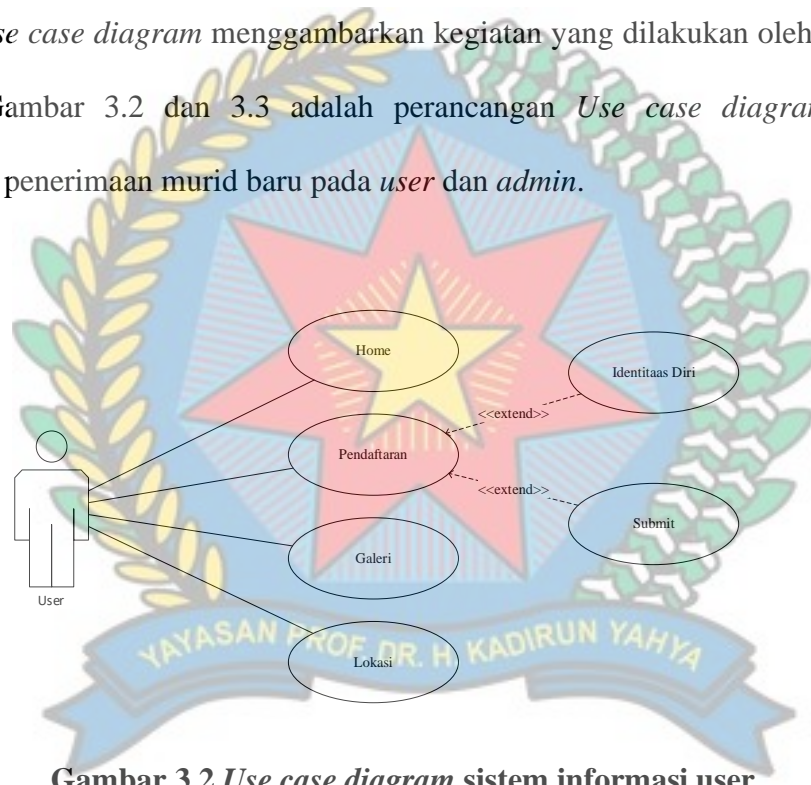 se case diagram menggambarkan kegiatan yang dilakukan oleh
Gambar 3.2 dan 3.3 adalah perancangan Use case diagram
penerimaan murid baru pada user dan admin.
Home
Identitaas Diri
<<extend>>
Pendaftaran
<<extend>>
Submit
Galeri
User
Lokasi
YAYASAN PROF. DR. H. KADIRUN YAHYA
Gambar 3.2 Use case diagram sistem informasi user